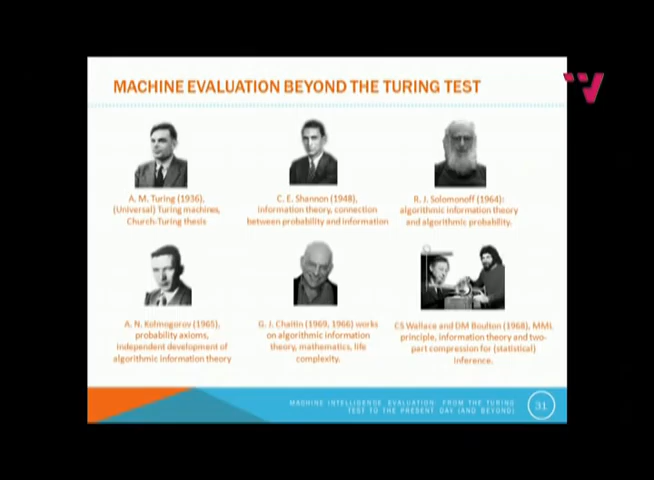 MACHINE EVALUATION BEYOND THE TURING TEST
A. M. Turing (1936),
(Universal) Turing machines,
Church-Turing thesis
C. E. Shannon (1948),
information theory, connection
between probability and information
R. J. Solomonoff (1964):
algorithmic information theory
and algorithmic probability.
A. N. Kolmogorov (1965),
probability axioms,
independent development of
algorithmic information theory
G. J. Chaitin (1969, 1966) works
on algorithmic information
theory, mathematics, life
complexity.
CS Wallace and DM Boulton (1968), MML
principle, information theory and two-
part compression for (statistical)
inference.
MACHINE INTELLIGENCE EVALUATION: FROM THE TURING
TEST TO THE PRESENT DAY (AND BEYOND)
31